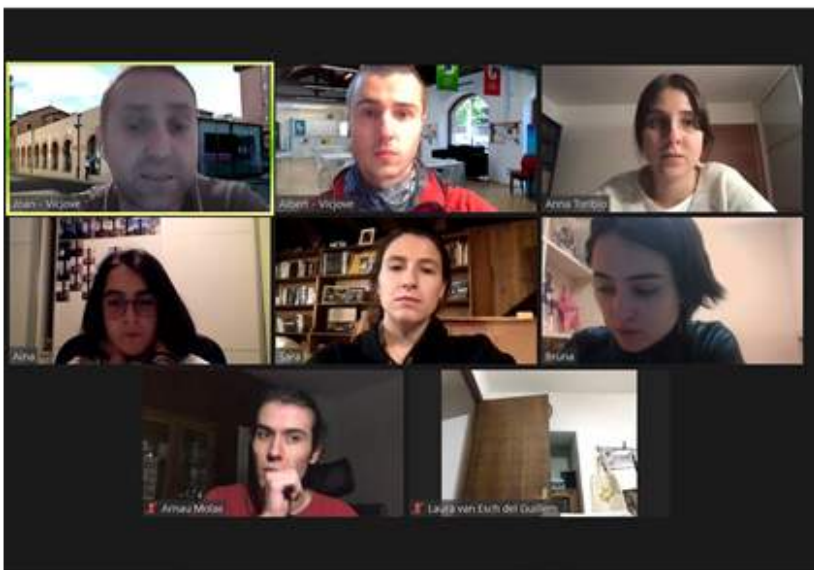 Joan - Vicjove
Albert - Vicjove
Anna Toribio
Aina
Sara
Bruna
Arnau Molas
Laura van Esch del Guillem